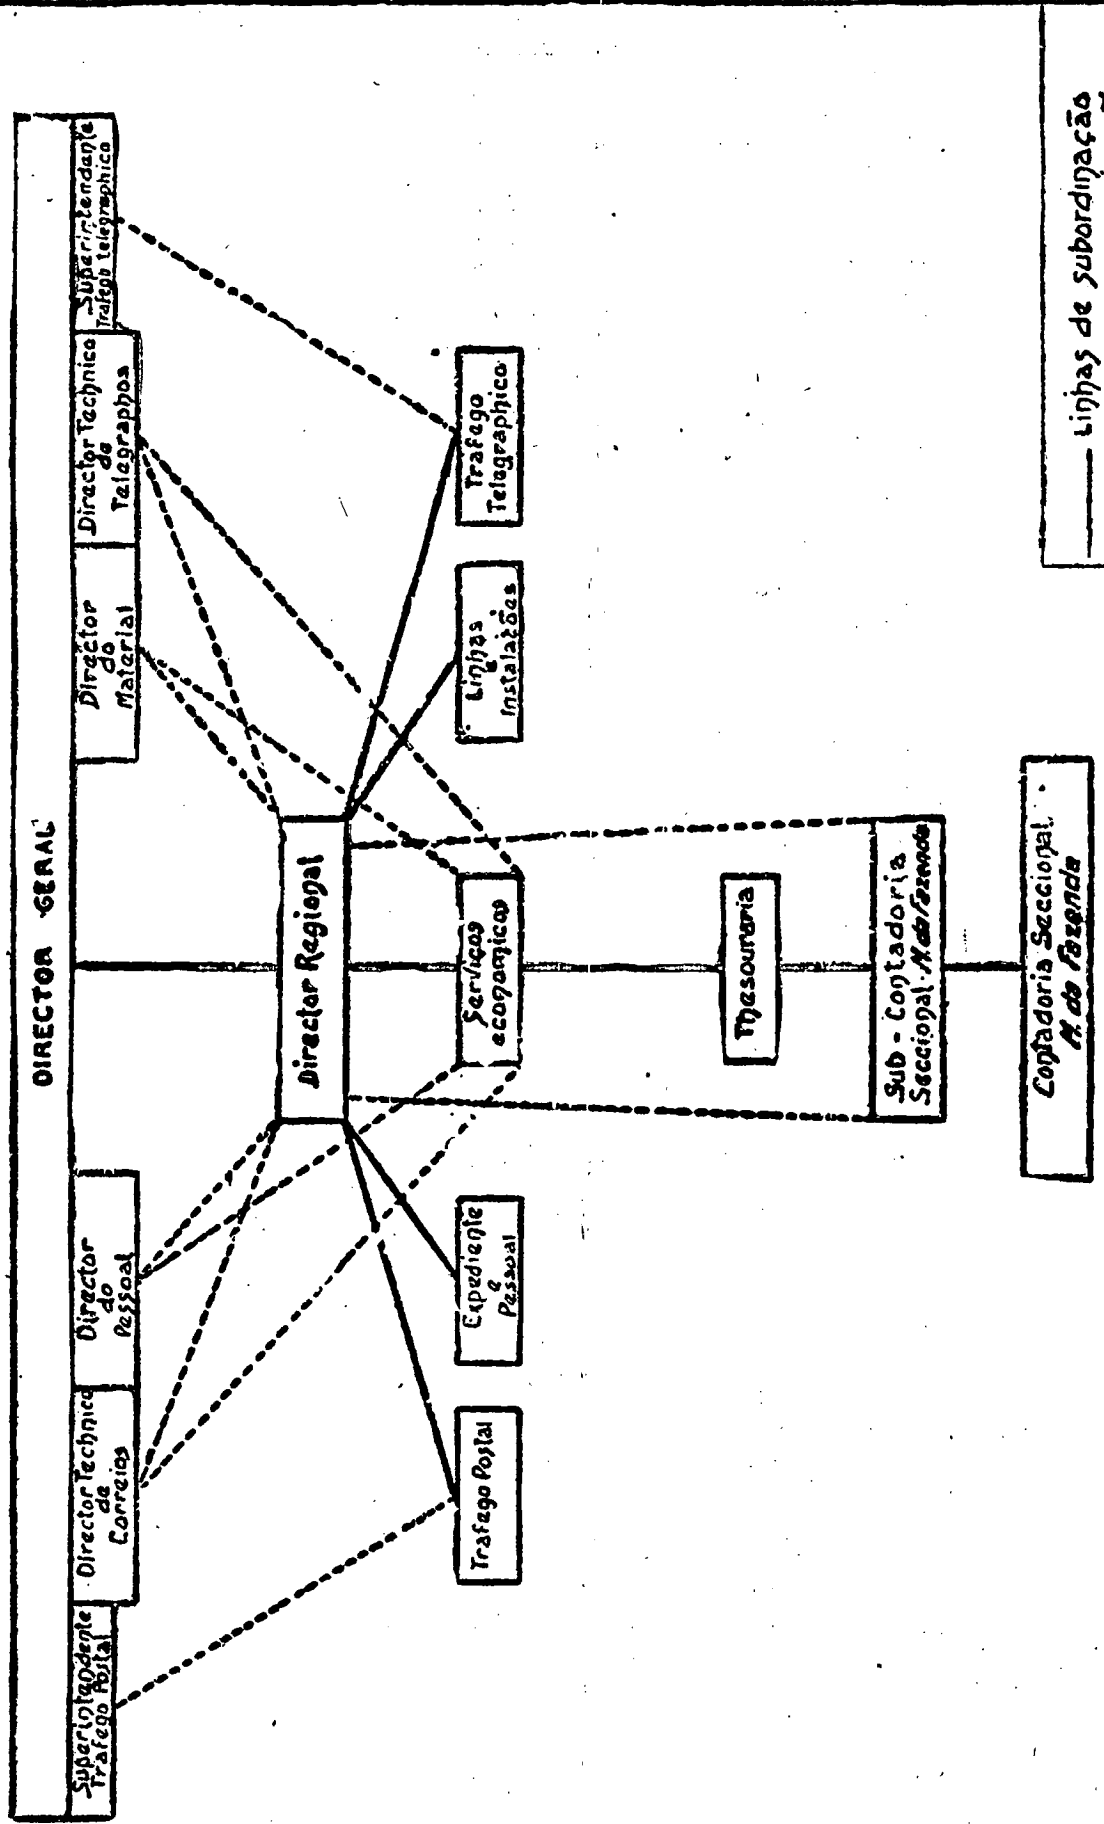 DIRECTOR GERAL
Superintendente
Trafego Postal
Director Technico
de
Correios
Director
do
Pessoal
Director
do
Material
Director Technico
de
Telegraphos
Superintendente
Trafego telegraphico
Director Regional
Trafego Postal
Expediente
e
Pessoal
Serviços
economicos
Linhas
e
Instalações
Trafego
Telegraphico
Thesouraria
Sub - Contadoria
Seccional. M. da Fazenda
Contadoria Seccional.
M. da Fazenda
Linhas de subordinação